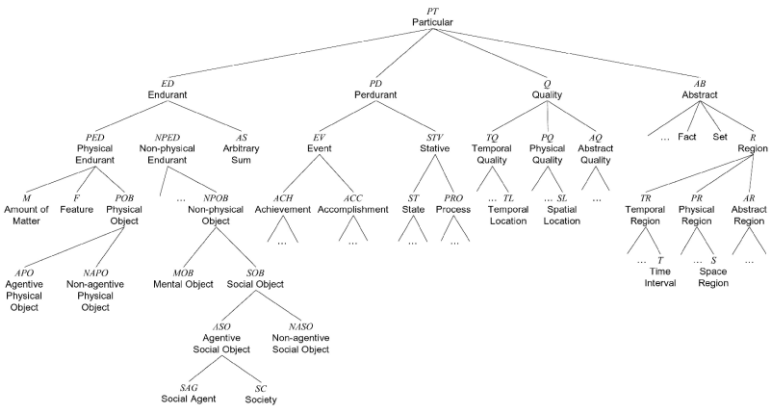 PT
Particular
ED
Endurant
PD
Perdurant
Q
Quality
AB
Abstract
PED
Physical
Endurant
NPED
Non-physical
Endurant
AS
Arbitrary
Sum
EV
Event
STV
Stative
TQ
Temporal
Quality
PQ
Physical
Quality
AQ
Abstract
Quality
... Fact Set
R
Region
M
Amount of
Matter
F
Feature
POB
Physical
Object
...
NPOB
Non-physical
Object
ACH
Achievement
...
ACC
Accomplishment
...
ST
State
...
PRO
Process
...
... TL
Temporal
Location
... SL
Spatial
Location
...
TR
Temporal
Region
PR
Physical
Region
AR
Abstract
Region
... T
Time
Interval
... S
Space
Region
...
APO
Agentive
Physical
Object
NAPO
Non-agentive
Physical
Object
MOB
Mental Object
SOB
Social Object
ASO
Agentive
Social Object
NASO
Non-agentive
Social Object
SAG
Social Agent
SC
Society